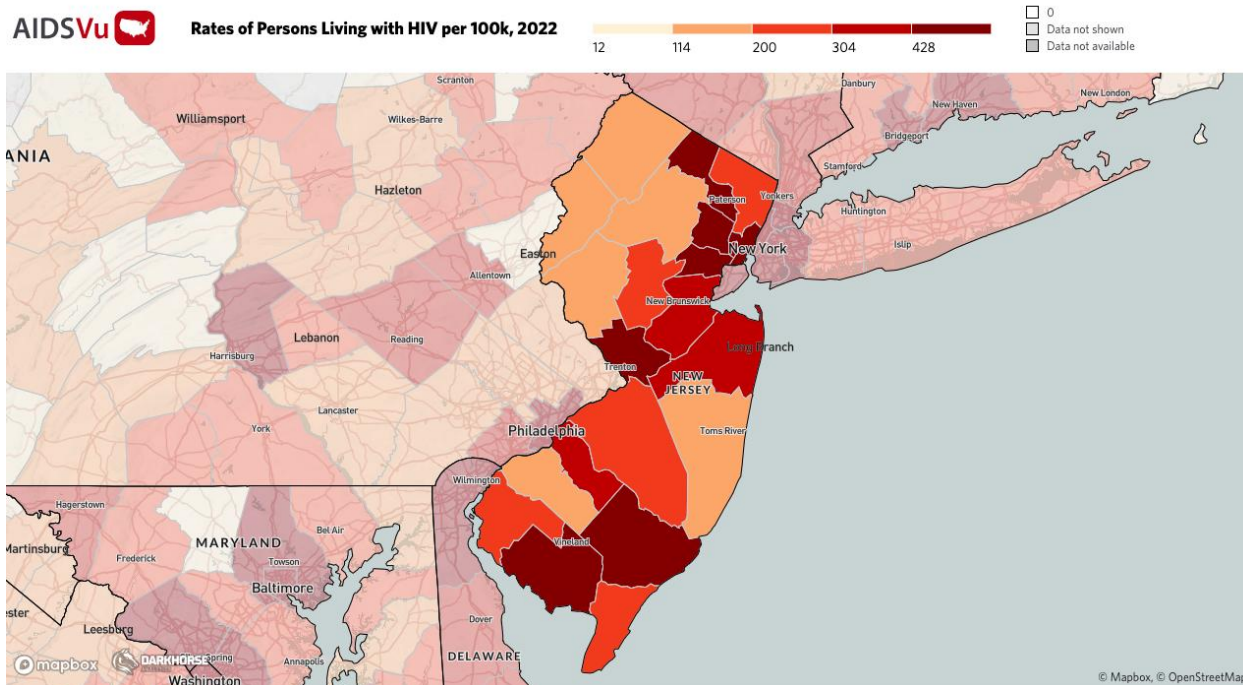 AIDSVu
Rates of Persons Living with HIV per 100k, 2022
12 114 200 304 428
0
Data not shown
Data not available
Scranton
Danbury
New London
New Haven
Williamsport
Wilkes-Barre
Bridgeport
ANIA
Stamford
Hazleton
Paterson
Yonkers
Huntington
Easton
New York
Islip
Allentown
New Brunswick
Lebanon
Reading
Long Branch
Harrisburg
Trenton
NEW
JERSEY
Lancaster
York
Philadelphia
Toms River
Wilmington
Hagerstown
Bel Air
Martinsburg
MARYLAND
Vineland
Frederick
Towson
Baltimore
ester
Dover
Leesburg
Spring
Annapolis
DELAWARE
mapbox
DARKHORSE
Washington
© Mapbox, © OpenStreetMap